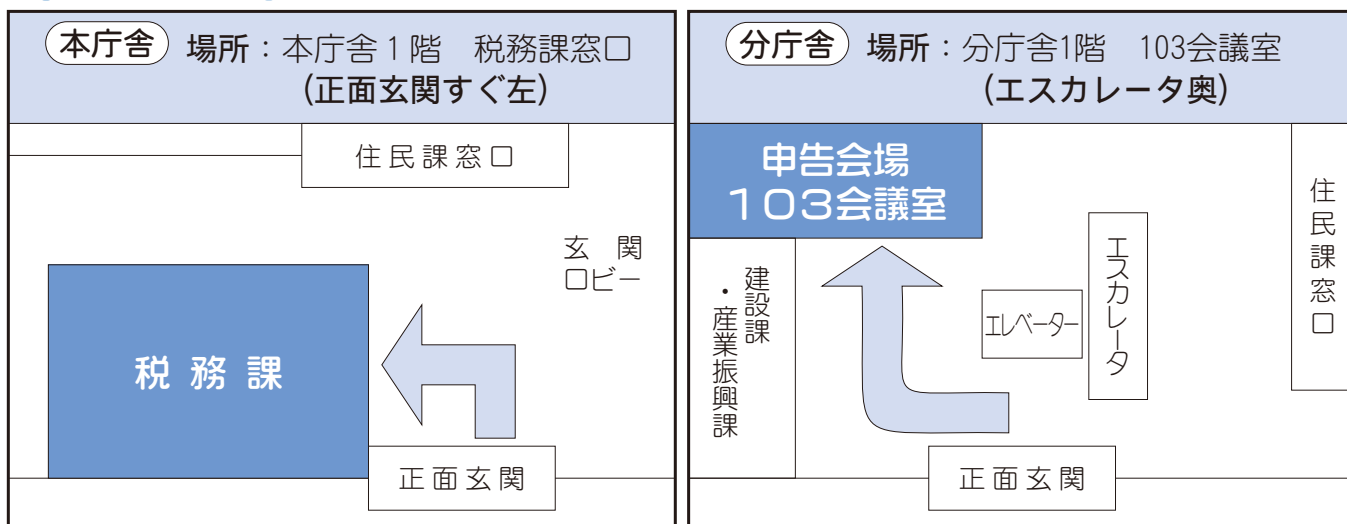 本庁舎 場所：本庁舎1階 税務課窓口
(正面玄関すぐ左)
住民課窓口
玄関
ロビー
税務課
正面玄関
分庁舎 場所：分庁舎1階 103会議室
(エスカレータ奥)
申告会場
103会議室
建設課
・産業振興課
エレベーター
エスカレータ
住民課窓口
正面玄関